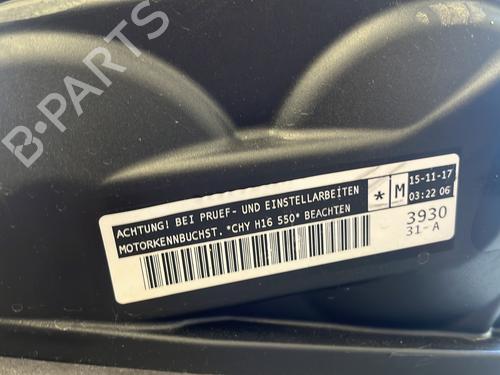 B-PARTS
ACHTUNG! BEI PRUEF- UND EINSTELLARBEITEN
MOTORKENNBUCHST. *CHY H16 550* BEACHTEN
* M
15-11-17
03:22 06
3930
31-A